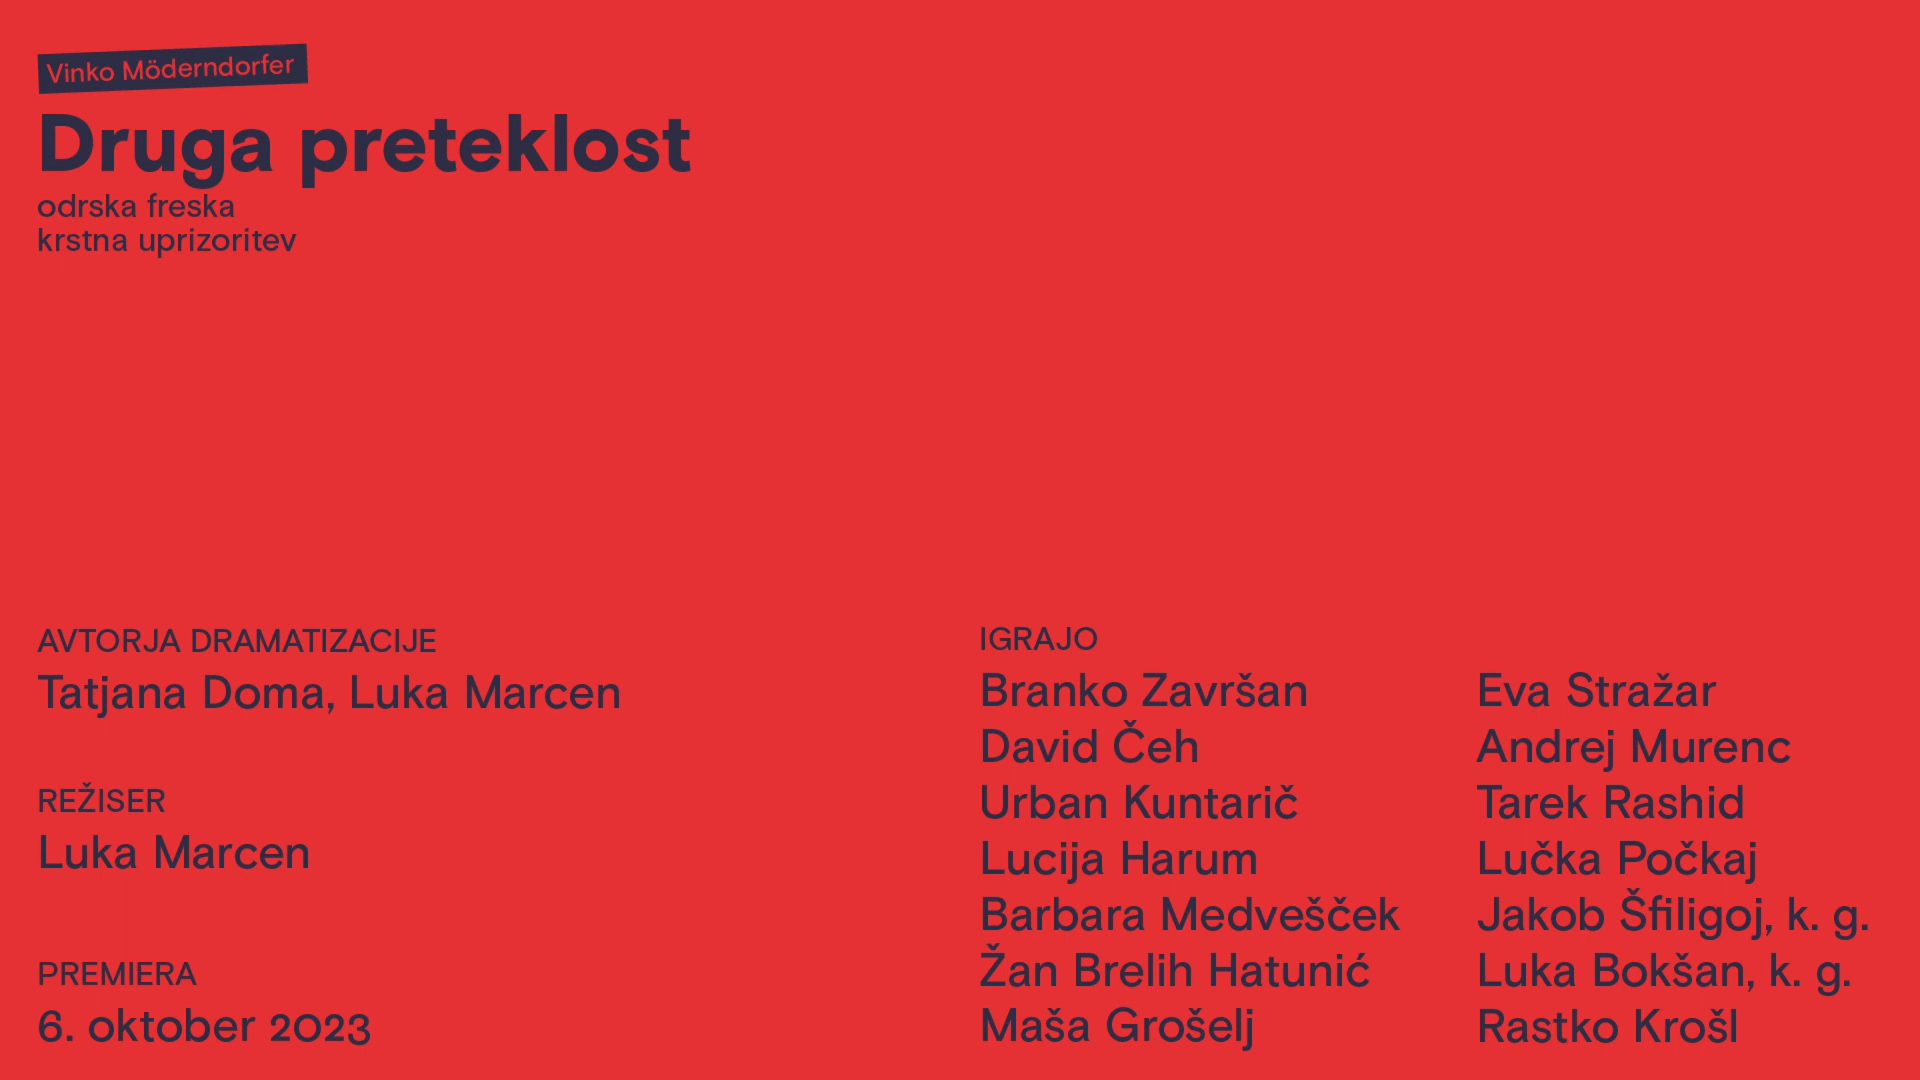 Vinko Möderndorfer
Druga preteklost
odrska freska
krstna uprizoritev
AVTORJA DRAMATIZACIJE
Tatjana Doma, Luka Marcen
REŽISER
Luka Marcen
PREMIERA
6. oktober 2023
IGRAJO
Branko Završan
David Čeh
Urban Kuntarič
Lucija Harum
Barbara Medvešček
Žan Brelih Hatunić
Maša Grošelj
Eva Stražar
Andrej Murenc
Tarek Rashid
Lučka Počkaj
Jakob Šfiligoj, k. g.
Luka Bokšan, k. g.
Rastko Krošl